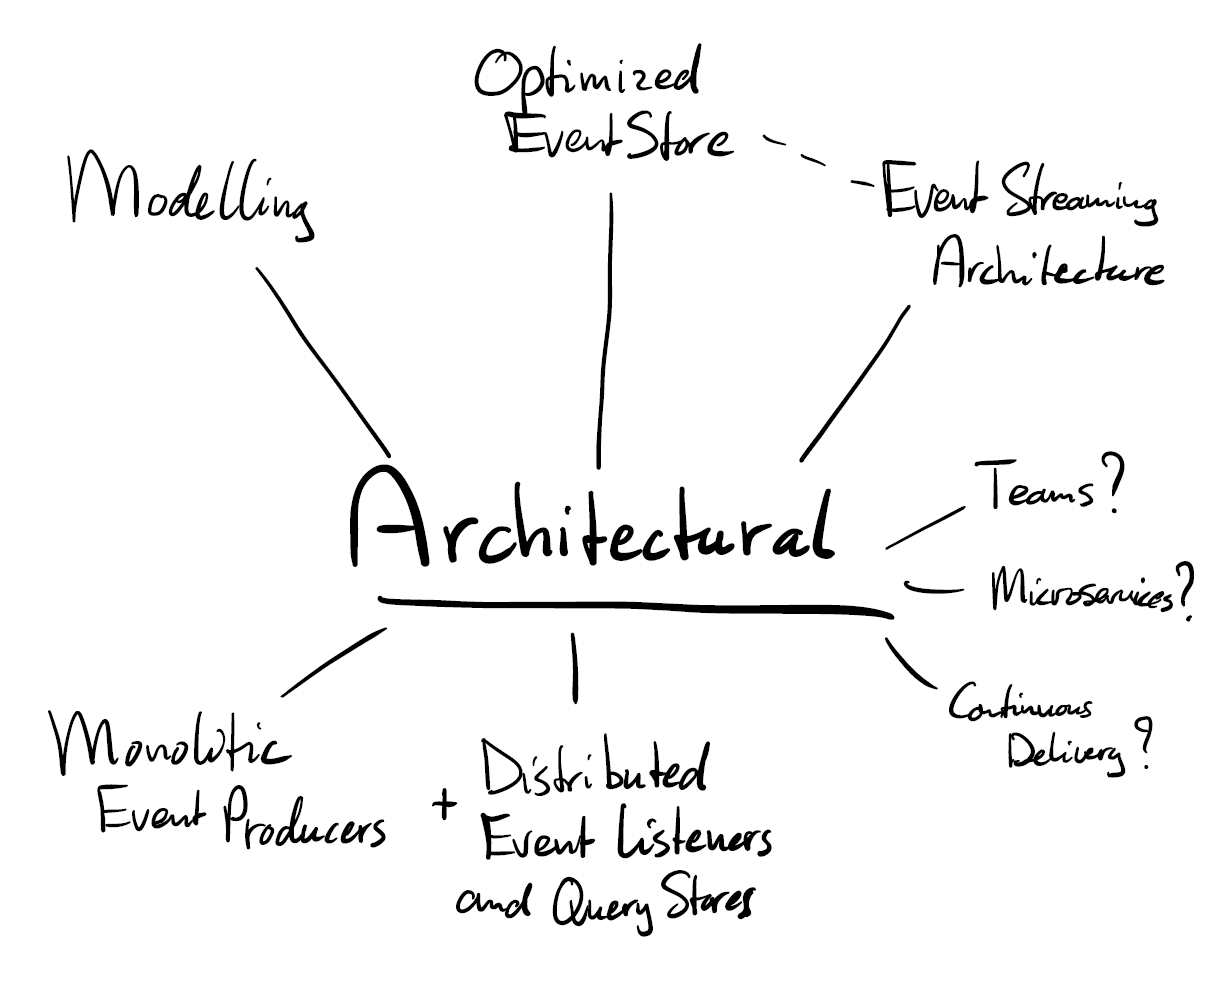 Optimized
EventStore
Modelling
Event Streaming
Architecture
Architectural
Teams?
Microservices?
Continuous
Delivery?
Monolotic
Event Producers
+
Distributed
Event Listeners
and Query Stores